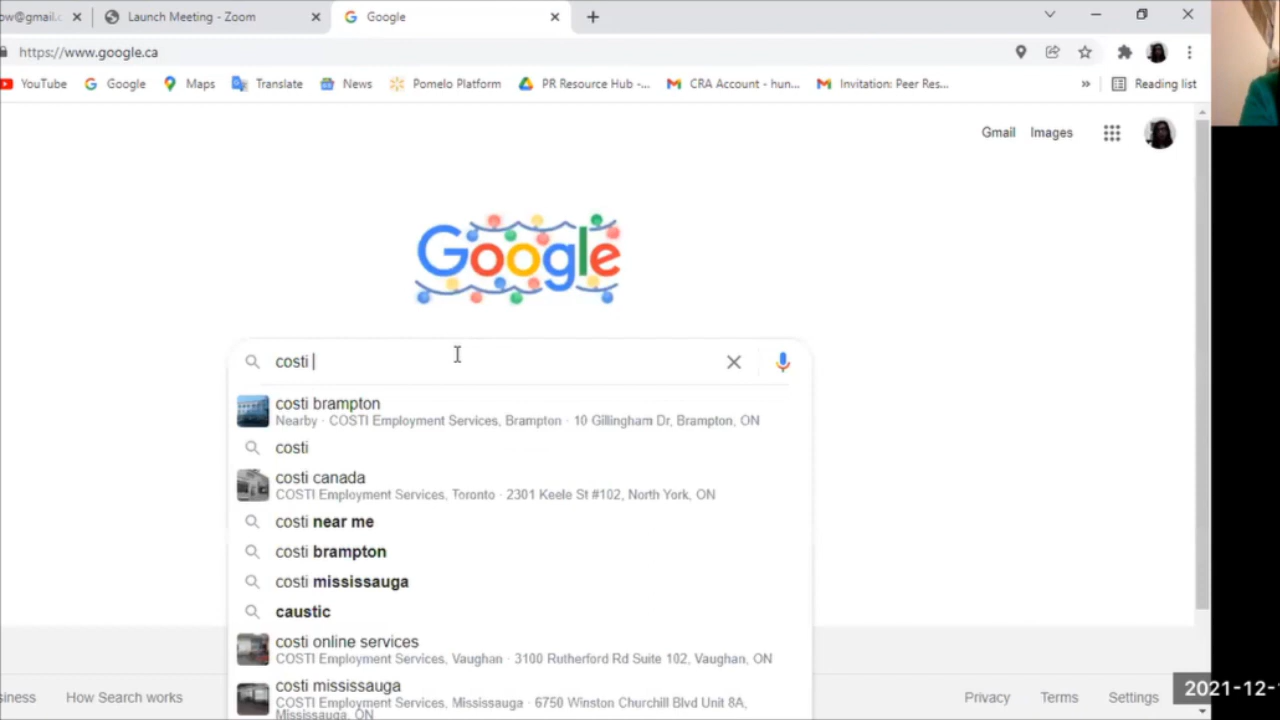 ow@gmail.c
Launch Meeting - Zoom
Google
https://www.google.ca
YouTube
Google
Maps
Translate
News
Pomelo Platform
PR Resource Hub -...
CRA Account - hun...
Invitation: Peer Res...
»
Reading list
Gmail
Images
Google
costi
costi brampton
Nearby · COSTI Employment Services, Brampton · 10 Gillingham Dr, Brampton, ON
costi
costi canada
COSTI Employment Services, Toronto · 2301 Keele St #102, North York, ON
costi near me
costi brampton
costi mississauga
caustic
costi online services
COSTI Employment Services, Vaughan · 3100 Rutherford Rd Suite 102, Vaughan, ON
costi mississauga
COSTI Employment Services, Mississauga · 6750 Winston Churchill Blvd Unit 8A,
Mississauga, ON
siness
How Search works
Privacy
Terms
Settings
2021-12-